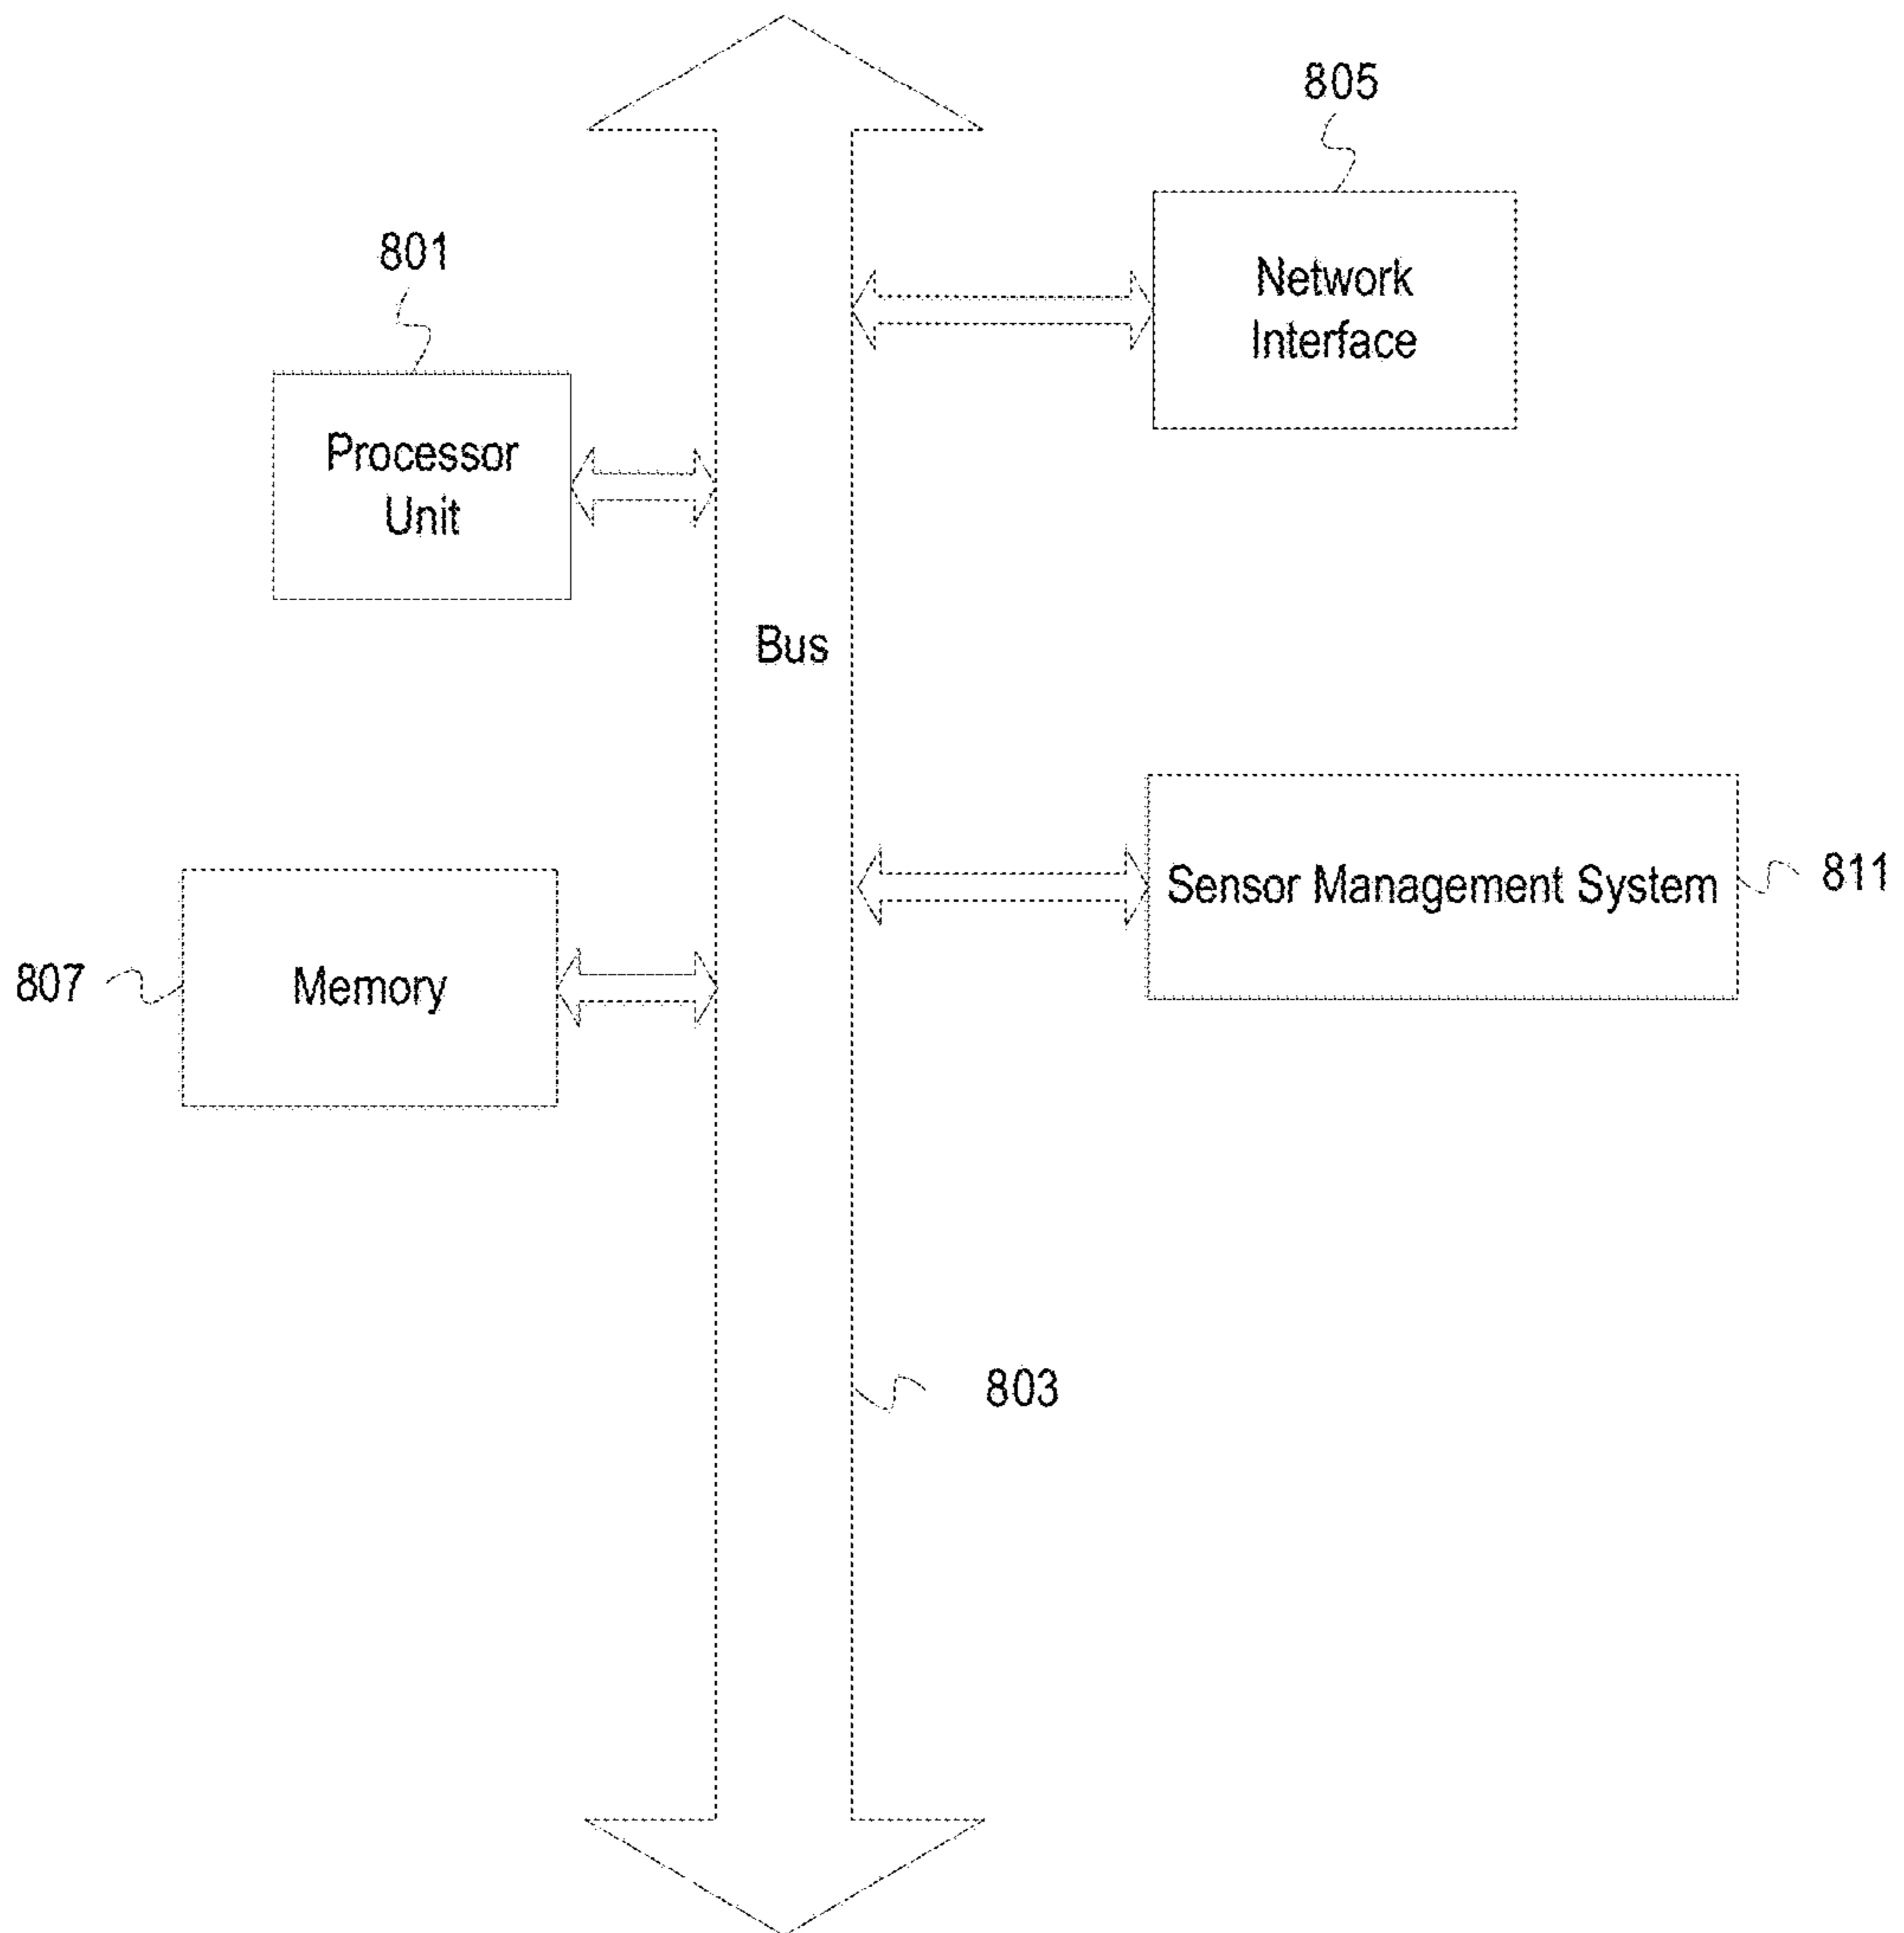 805
801
Network
Interface
Processor
Unit
Bus
Sensor Management System
811
807
Memory
803